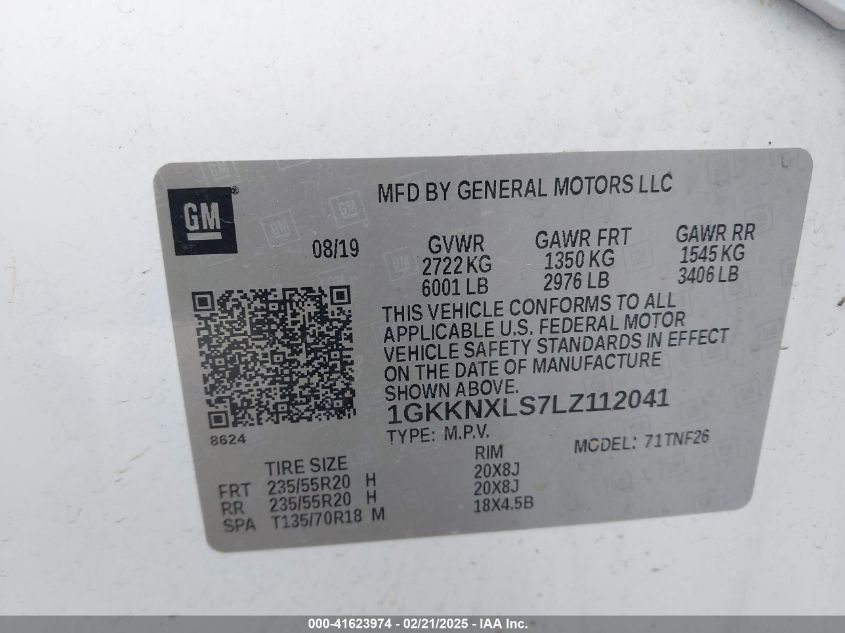 GM
MFD BY GENERAL MOTORS LLC
08/19
GVWR
2722 KG
6001 LB
GAWR FRT
1350 KG
2976 LB
GAWR RR
1545 KG
3406 LB
THIS VEHICLE CONFORMS TO ALL
APPLICABLE U.S. FEDERAL MOTOR
VEHICLE SAFETY STANDARDS IN EFFECT
ON THE DATE OF MANUFACTURE
SHOWN ABOVE.
1GKKNXLS7LZ112041
8624
TYPE: M.P.V.
MODEL: 71TNF26
TIRE SIZE RIM
FRT 235/55R20 H 20X8J
RR 235/55R20 H 20X8J
SPA T135/70R18 M 18X4.5B
000-41623974 / 02/21/2025 - IAA Inc.